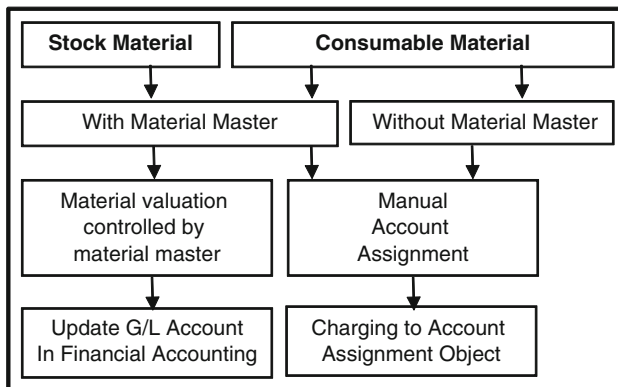 Stock Material
Consumable Material
With Material Master
Without Material Master
Material valuation
controlled by
material master
Manual
Account
Assignment
Update G/L Account
In Financial Accounting
Charging to Account
Assignment Object